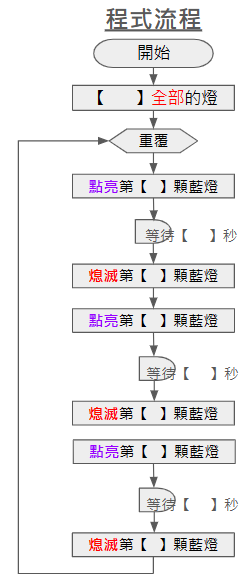 程式流程
開始
【　　】全部的燈
重覆
點亮第【　】顆藍燈
等待【　】秒
熄滅第【　】顆藍燈
點亮第【　】顆藍燈
等待【　】秒
熄滅第【　】顆藍燈
點亮第【　】顆藍燈
等待【　】秒
熄滅第【　】顆藍燈